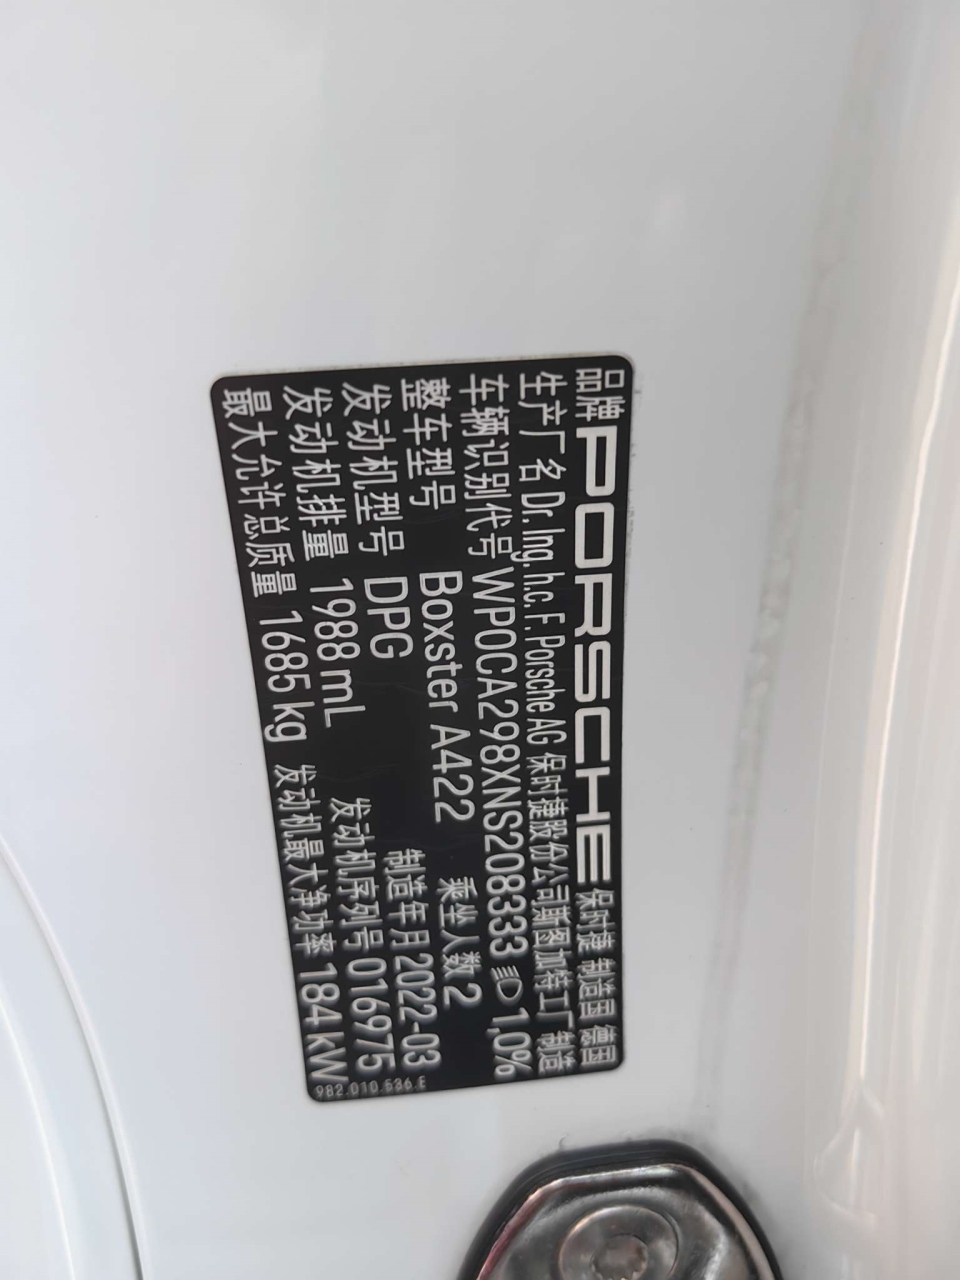 品牌 PORSCHE 保时捷 制造国 德国
生产厂名 Dr. Ing. h.c. F. Porsche AG 保时捷股份公司斯图加特工厂 制造
车辆识别代号 WP0CA298XNS208333 1,0%
整车型号 Boxster A422 乘坐人数 2
发动机型号 DPG 制造年月 2022-03
发动机排量 1988 mL 发动机序列号 016975
最大允许总质量 1685 kg 发动机最大净功率 184 kW
982.010.536.E